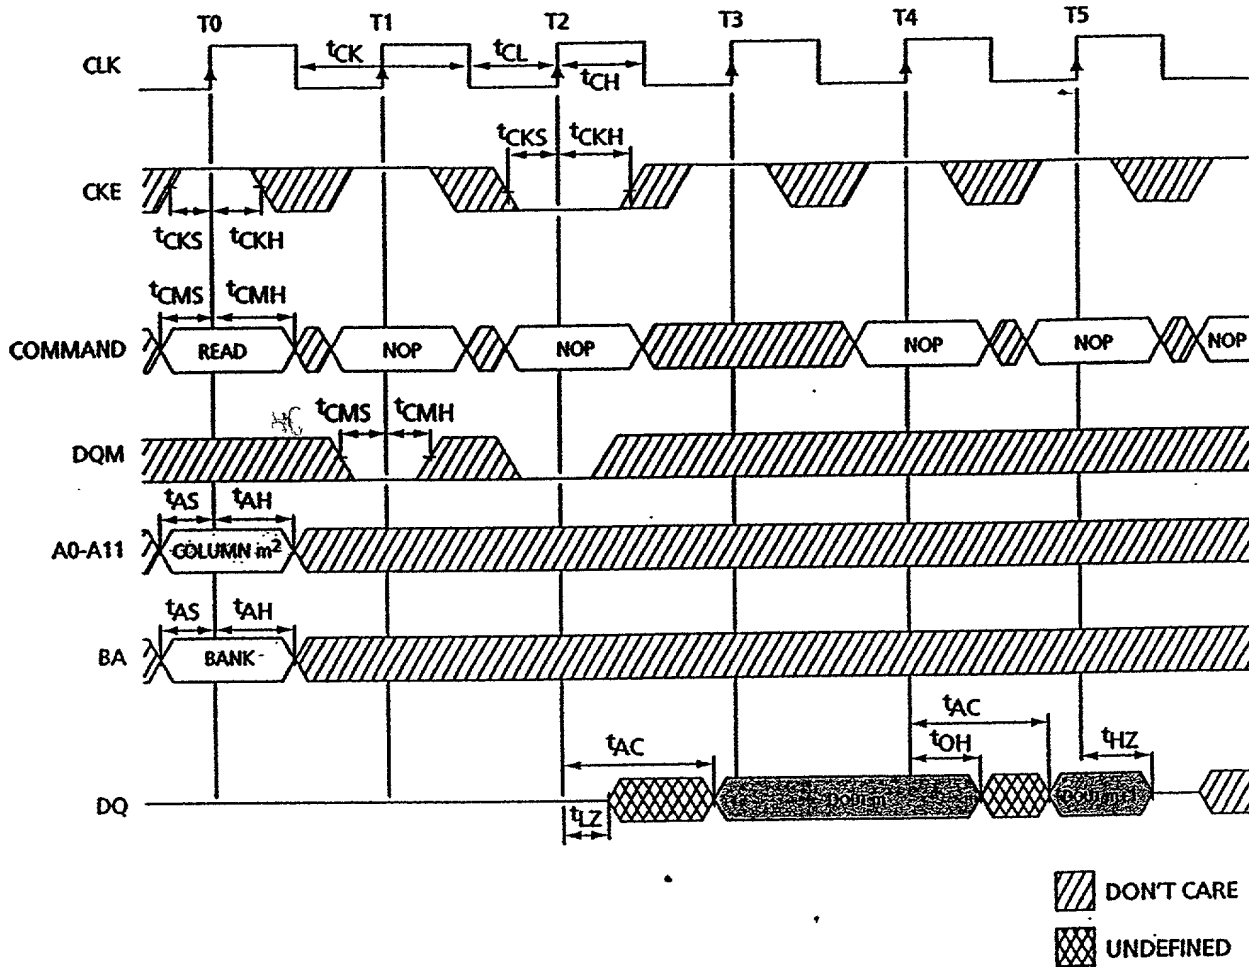 T0 T1 T2 T3 T4 T5
CLK tCK tCL tCH
tCKS tCKH
CKE
tCKS tCKH
tCMS tCMH
COMMAND READ NOP NOP NOP NOP NOP
tCMS tCMH
DQM
tAS tAH
A0-A11 COLUMN m2
tAS tAH
BA BANK
tAC tAC
tOH tHZ
DQ DOUT m
tLZ
DON'T CARE
UNDEFINED